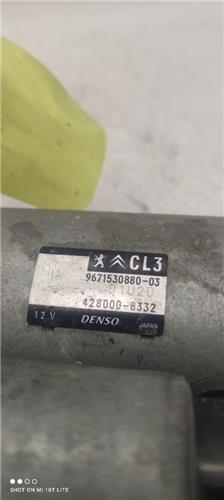 CL3
9671530880-03
428000-8332
12 V DENSO JAPAN
SHOT ON MI 10T LITE